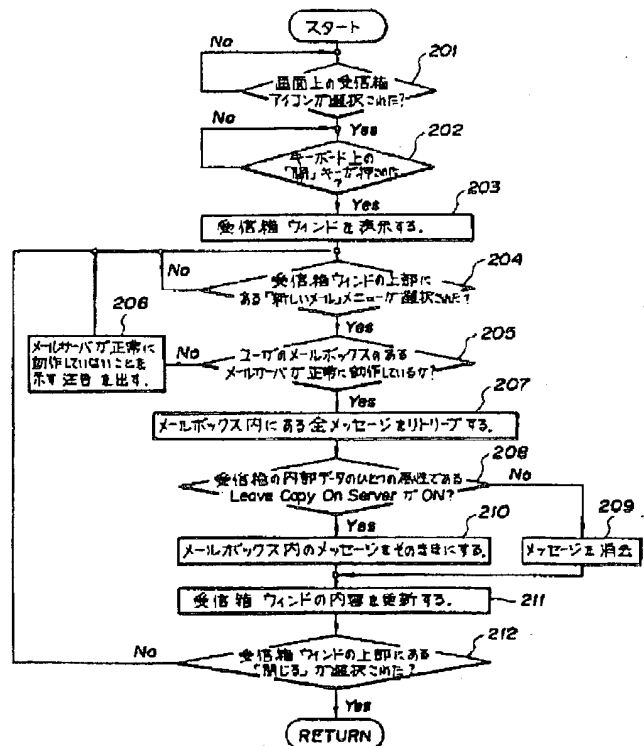 スタート
No
201
画面上の受信箱
アイコンが選択された?
Yes
No
202
キーボード上の
「開」キーが押された
?
Yes
203
受信箱 ウィンドを表示する。
No
204
受信箱 ウィンドの上部に
ある「新しいメール」メニューが選択された?
206
Yes
205
メールサーバが正常に
動作していないことを
示す注告を出す。
No
ユーザのメールボックスのある
メールサーバが正常に動作しているか?
Yes
207
メールボックス内にある全メッセージをリトリーブする。
208
受信箱の内部データのひとつの属性である
Leave Copy On Server が ON?
No
Yes
210
209
メールボックス内のメッセージをそのままにする。
メッセージを消去
受信箱 ウィンドの内容を更新する。
211
212
No
受信箱 ウィンドの上部にある
「閉じる」が選択された?
Yes
RETURN